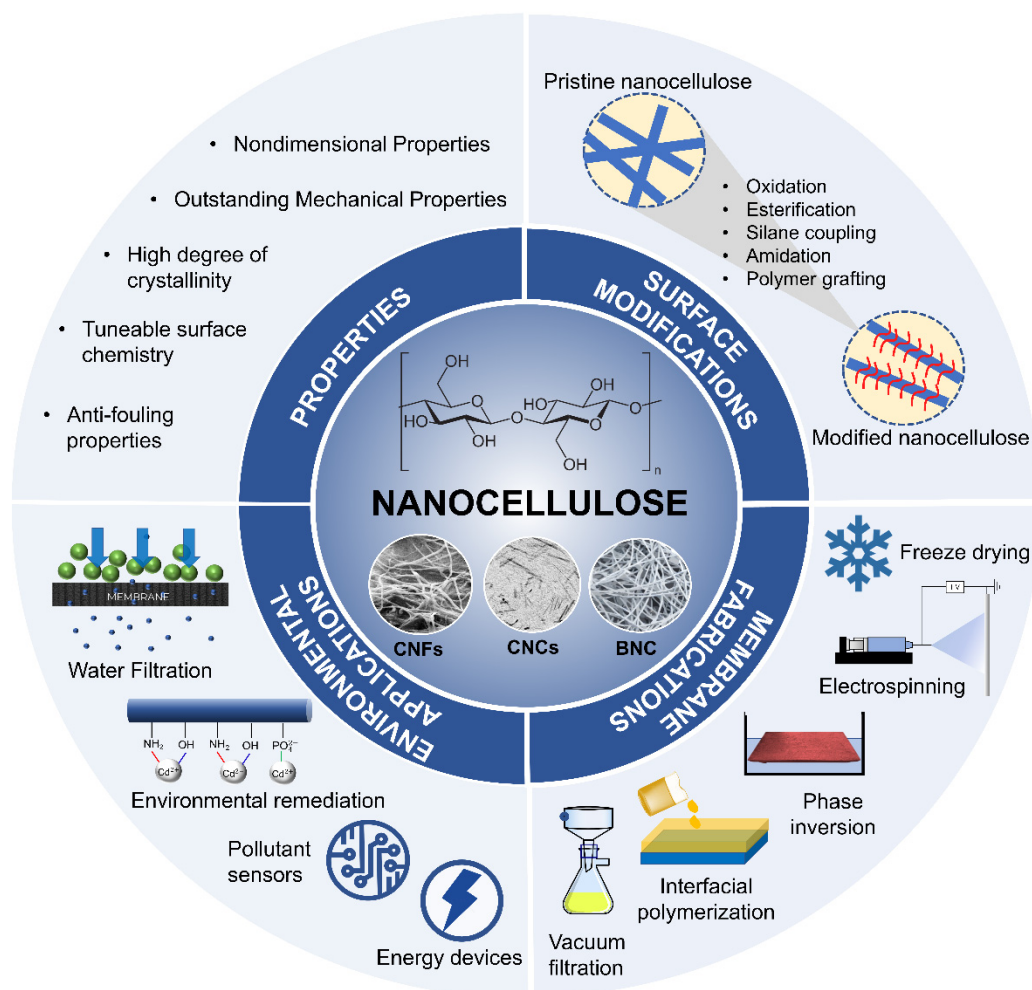 Pristine nanocellulose
• Nondimensional Properties
• Outstanding Mechanical Properties
• High degree of
crystallinity
• Tuneable surface
chemistry
• Anti-fouling
properties
• Oxidation
• Esterification
• Silane coupling
• Amidation
• Polymer grafting
Modified nanocellulose
PROPERTIES
SURFACE
MODIFICATIONS
OH
O
HO
OH
O
HO
OH
O
O
OH
n
NANOCELLULOSE
CNFs
CNCs
BNC
ENVIRONMENTAL
APPLICATIONS
MEMBRANE
FABRICATIONS
MEMBRANE
Water Filtration
NH₂ OH NH₂ OH PO₄²⁻
Cd²⁺ Cd²⁺ Cd²⁺
Environmental remediation
Pollutant
sensors
Energy devices
Freeze drying
Electrospinning
Phase
inversion
Interfacial
polymerization
Vacuum
filtration